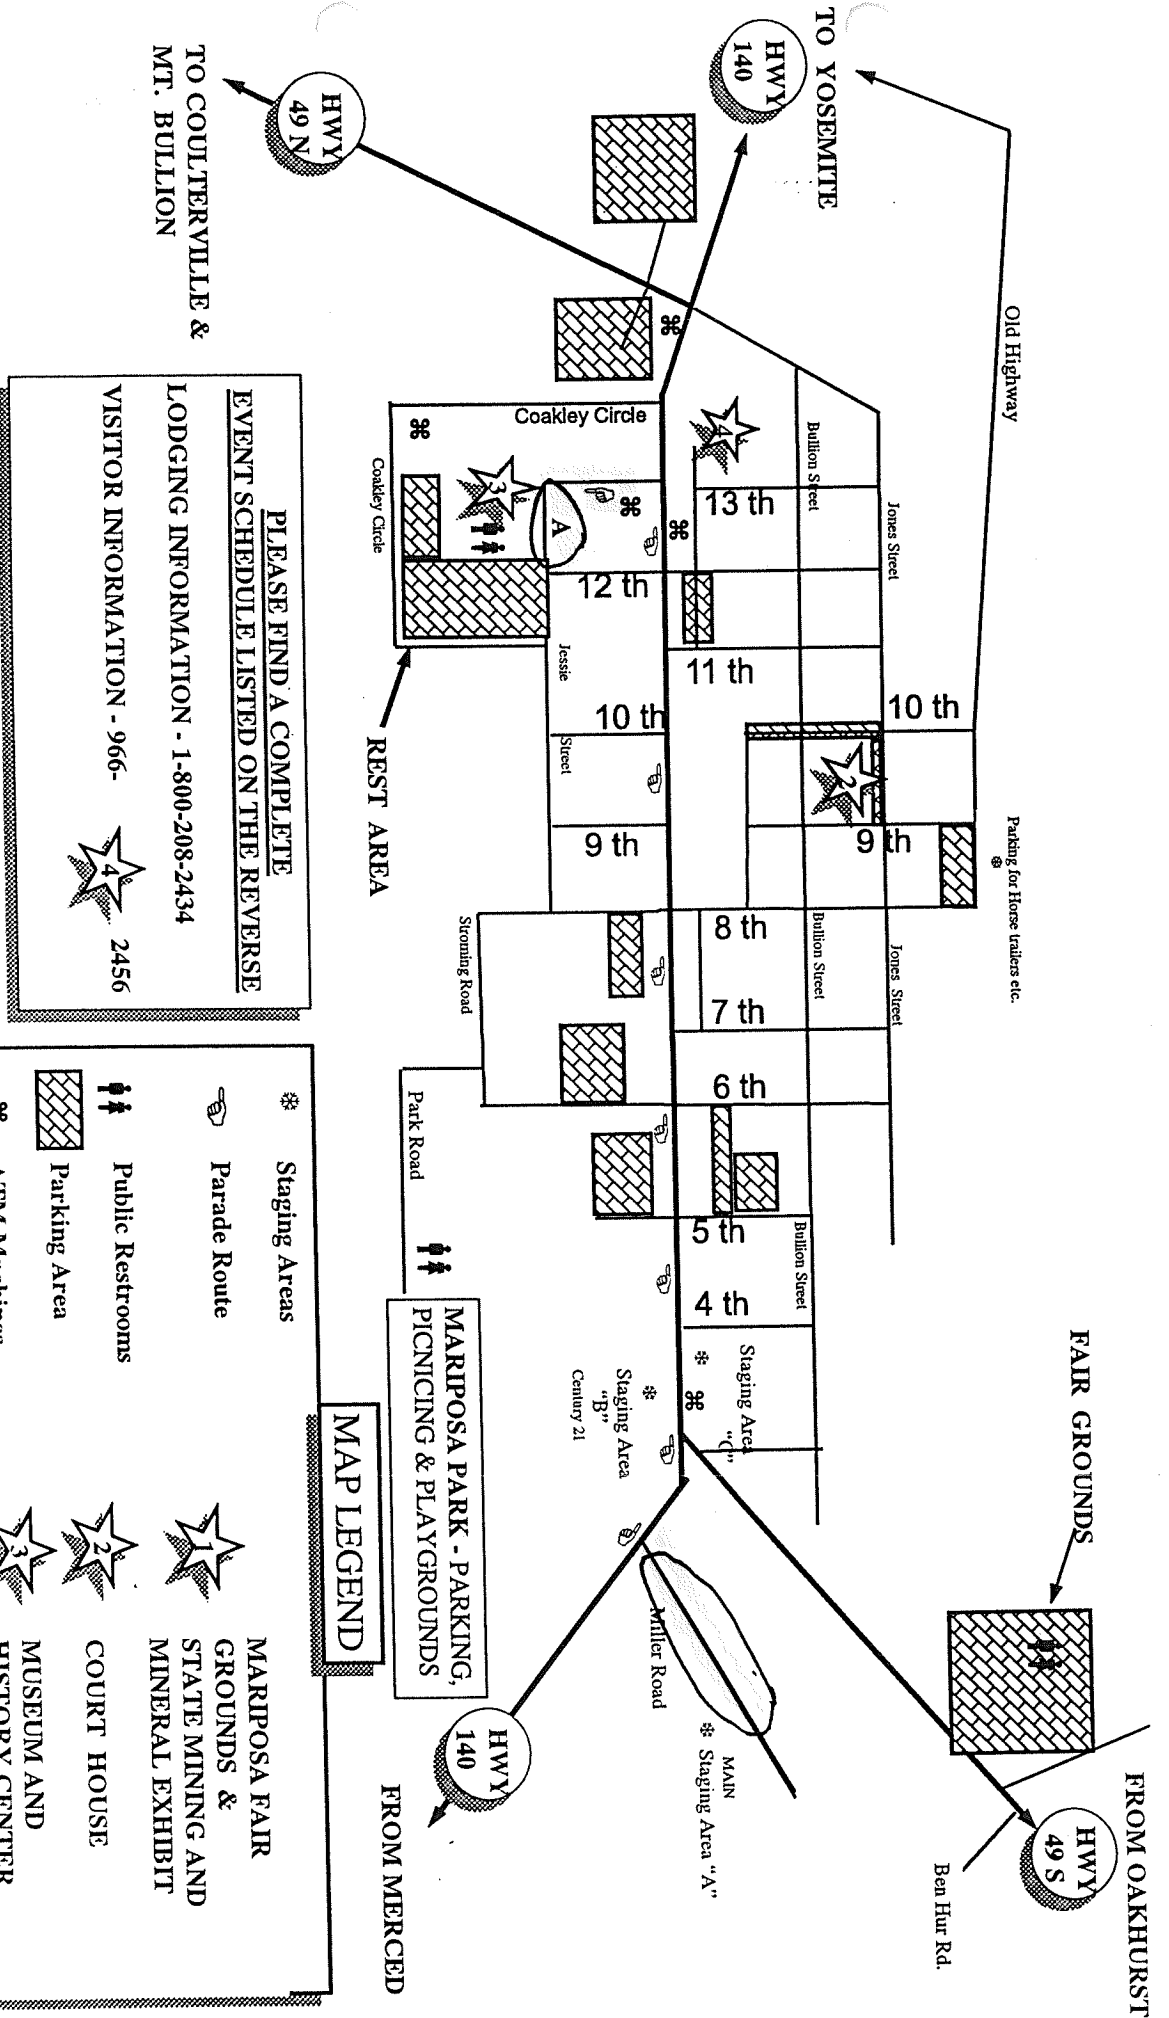 TO YOSEMITE
HWY
140
HWY
49 N
TO COULTERVILLE &
MT. BULLION
Old Highway
Coakley Circle
Coakley Circle
4
3
A
13 th
12 th
11 th
10 th
10 th
9 th
9 th
8 th
7 th
6 th
5 th
4 th
Bullion Street
Jones Street
Jessie
Street
2
Parking for Horse trailers etc.
Bullion Street
Jones Street
Stroming Road
Park Road
Bullion Street
REST AREA
Staging Area
"C"
Staging Area
"B"
Century 21
FAIR GROUNDS
Miller Road
MAIN
Staging Area "A"
FROM OAKHURST
HWY
49 S
Ben Hur Rd.
HWY
140
FROM MERCED
MARIPOSA PARK - PARKING,
PICNICING & PLAYGROUNDS
PLEASE FIND A COMPLETE
EVENT SCHEDULE LISTED ON THE REVERSE
LODGING INFORMATION - 1-800-208-2434
VISITOR INFORMATION - 966- 4 2456
MAP LEGEND
Staging Areas
Parade Route
Public Restrooms
Parking Area
1
MARIPOSA FAIR
GROUNDS &
STATE MINING AND
MINERAL EXHIBIT
2
COURT HOUSE
3
MUSEUM AND